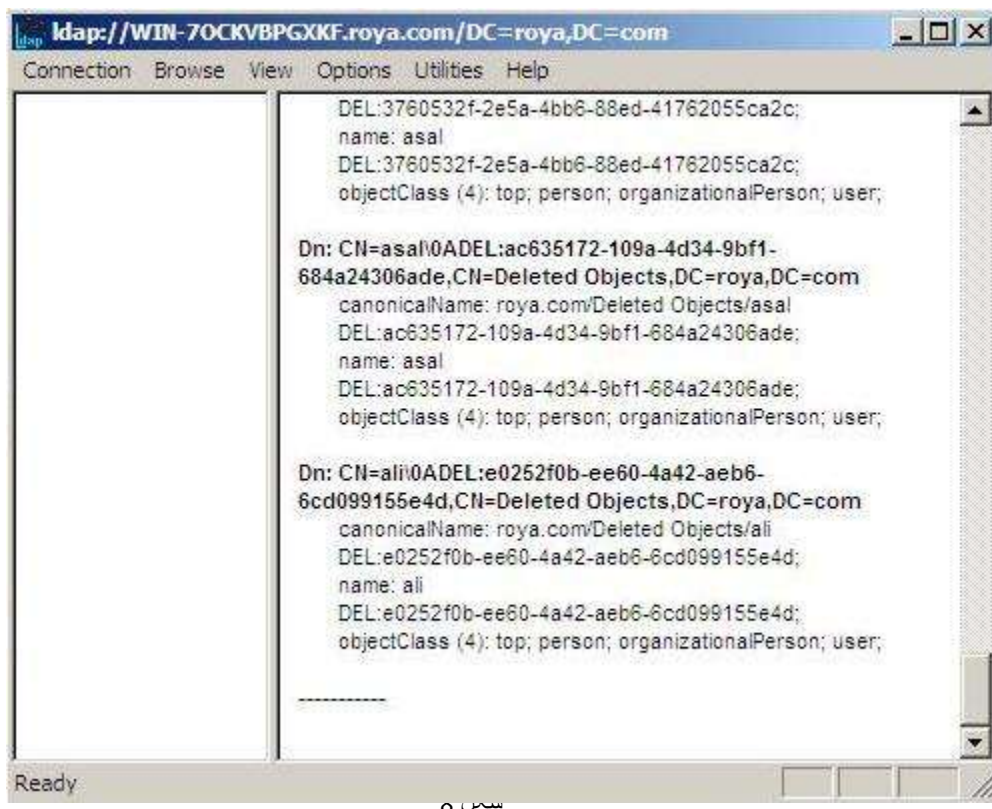 ldap://WIN-7OCKVBPGXKF.roya.com/DC=roya,DC=com
Connection Browse View Options Utilities Help
DEL:3760532f-2e5a-4bb6-88ed-41762055ca2c;
name: asal
DEL:3760532f-2e5a-4bb6-88ed-41762055ca2c;
objectClass (4): top; person; organizationalPerson; user;
Dn: CN=asal\0ADEL:ac635172-109a-4d34-9bf1-
684a24306ade,CN=Deleted Objects,DC=roya,DC=com
canonicalName: roya.com/Deleted Objects/asal
DEL:ac635172-109a-4d34-9bf1-684a24306ade;
name: asal
DEL:ac635172-109a-4d34-9bf1-684a24306ade;
objectClass (4): top; person; organizationalPerson; user;
Dn: CN=ali\0ADEL:e0252f0b-ee60-4a42-aeb6-
6cd099155e4d,CN=Deleted Objects,DC=roya,DC=com
canonicalName: roya.com/Deleted Objects/ali
DEL:e0252f0b-ee60-4a42-aeb6-6cd099155e4d;
name: ali
DEL:e0252f0b-ee60-4a42-aeb6-6cd099155e4d;
objectClass (4): top; person; organizationalPerson; user;
-----------
Ready